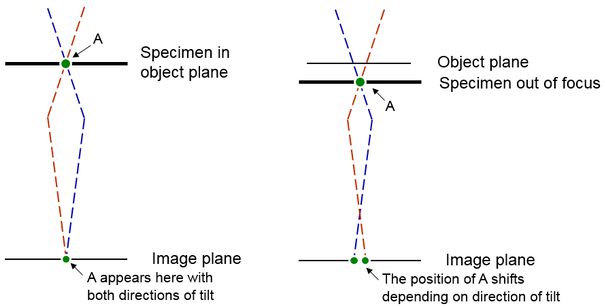 A
Specimen in
object plane
Image plane
A appears here with
both directions of tilt
Object plane
Specimen out of focus
A
Image plane
The position of A shifts
depending on direction of tilt